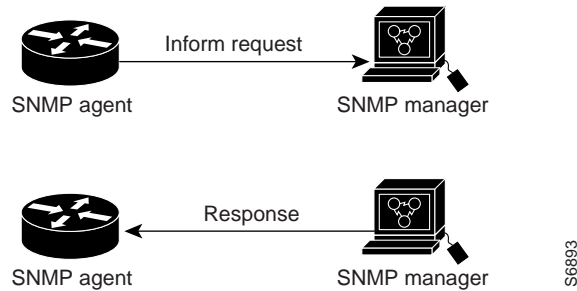 Inform request
SNMP agent
SNMP manager
Response
SNMP agent
SNMP manager
S6893